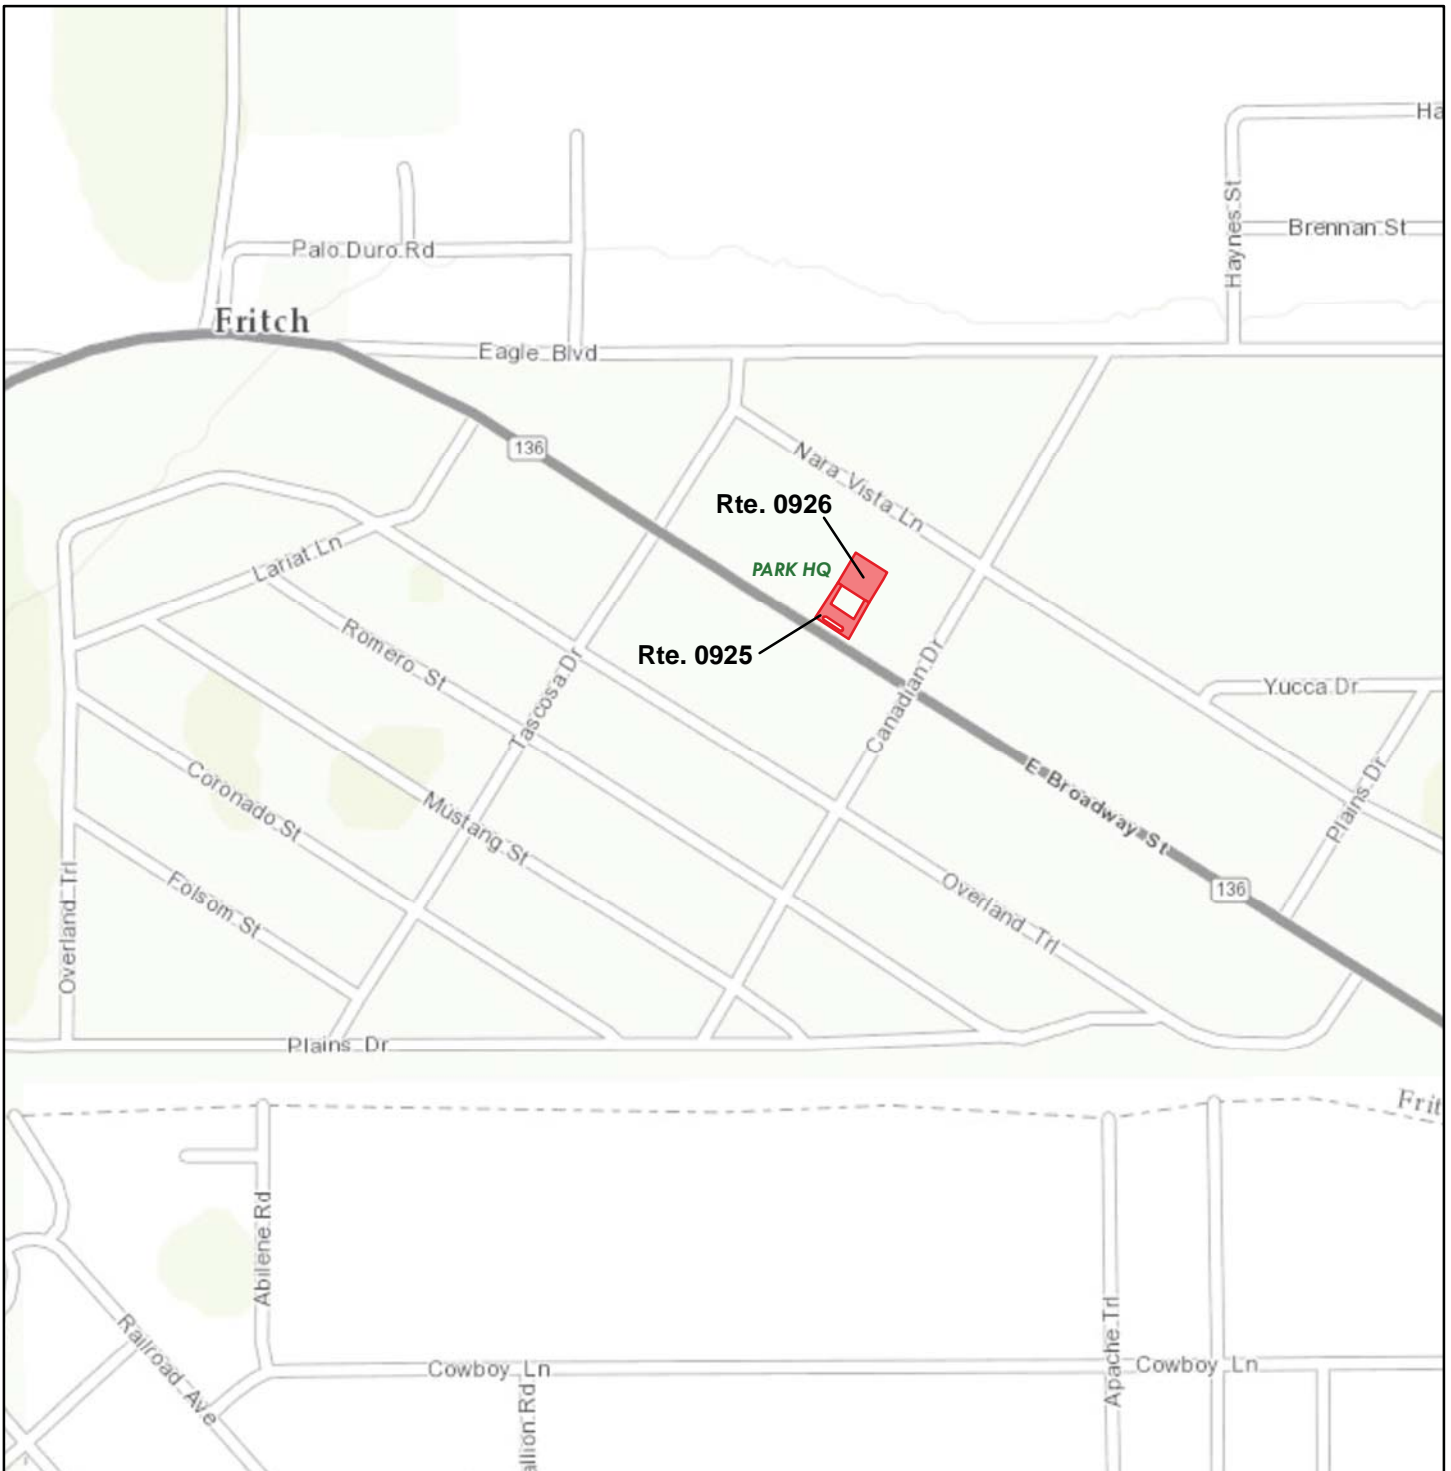 Ha
Haynes St
Brennan St
Palo Duro Rd
Fritch
Eagle Blvd
136
Nara Vista Ln
Rte. 0926
PARK HQ
Lariat Ln
Rte. 0925
Romero St
Tascosa Dr
Canadian Dr
Yucca Dr
E Broadway St
Plains Dr
Coronado St
Mustang St
136
Folsom St
Overland Trl
Overland Trl
Plains Dr
Frit
Abilene Rd
Railroad Ave
Apache Trl
Cowboy Ln
Cowboy Ln
allion Rd